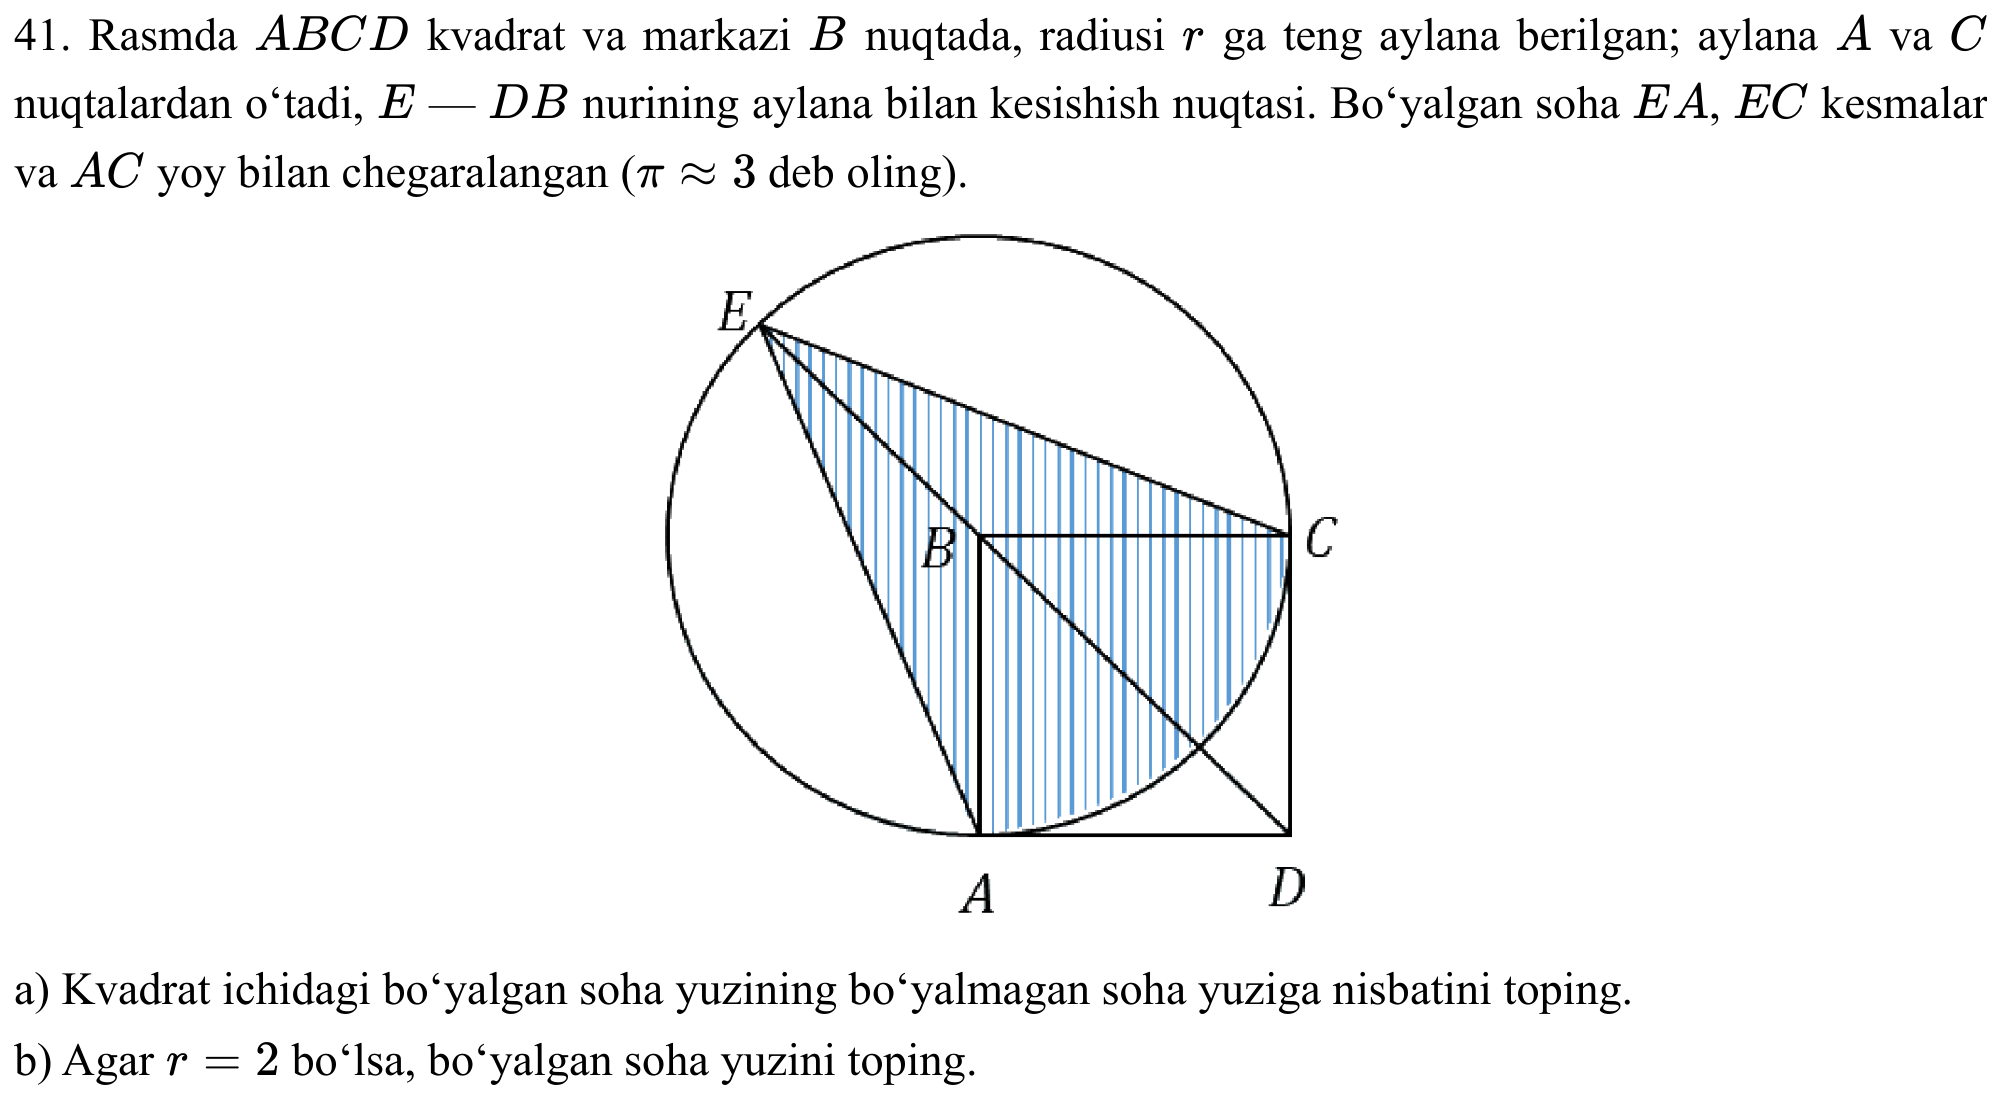 41. Rasmda ABCD kvadrat va markazi B nuqtada, radiusi r ga teng aylana berilgan; aylana A va C
nuqtalardan o‘tadi, E — DB nurining aylana bilan kesishish nuqtasi. Bo‘yalgan soha EA, EC kesmalar
va AC yoy bilan chegaralangan (π ≈ 3 deb oling).
E
B
C
A
D
a) Kvadrat ichidagi bo‘yalgan soha yuzining bo‘yalmagan soha yuziga nisbatini toping.
b) Agar r = 2 bo‘lsa, bo‘yalgan soha yuzini toping.